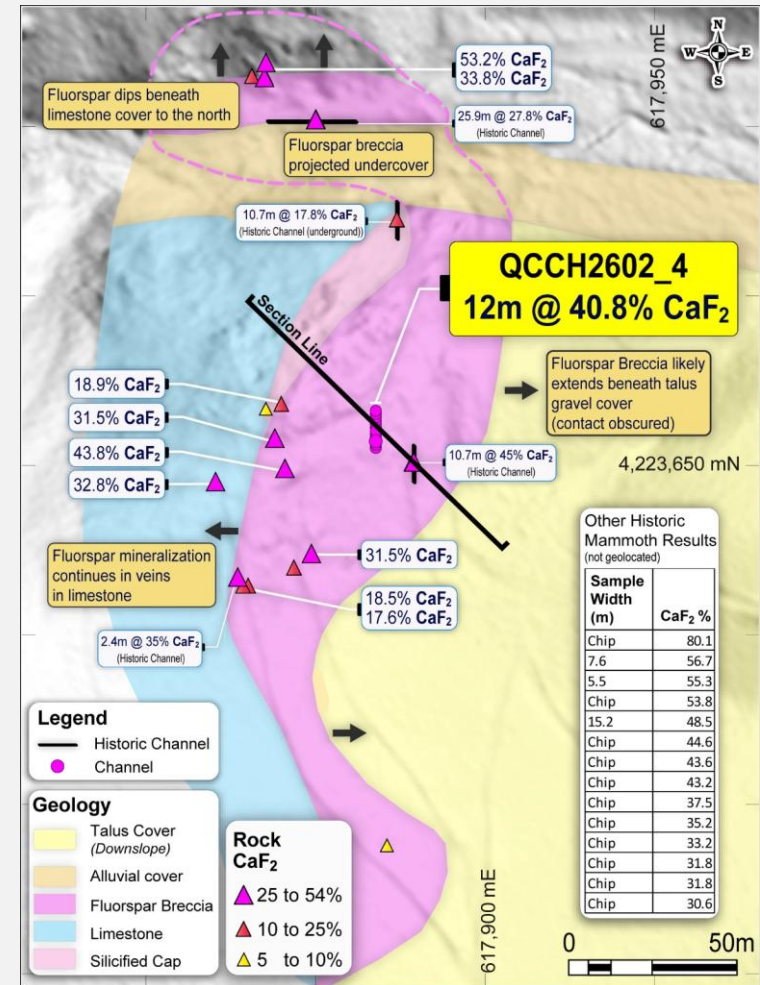 N
W E
S
617,950 mE
53.2% CaF₂
33.8% CaF₂
Fluorspar dips beneath
limestone cover to the north
25.9m @ 27.8% CaF₂
(Historic Channel)
Fluorspar breccia
projected undercover
10.7m @ 17.8% CaF₂
(Historic Channel (underground))
QCCH2602_4
12m @ 40.8% CaF₂
Section Line
18.9% CaF₂
31.5% CaF₂
43.8% CaF₂
32.8% CaF₂
Fluorspar Breccia likely
extends beneath talus
gravel cover
(contact obscured)
10.7m @ 45% CaF₂
(Historic Channel)
4,223,650 mN
Fluorspar mineralization
continues in veins
in limestone
31.5% CaF₂
18.5% CaF₂
17.6% CaF₂
2.4m @ 35% CaF₂
(Historic Channel)
Other Historic
Mammoth Results
(not geolocated)
Sample Width (m) CaF₂ %
Chip 80.1
7.6 56.7
5.5 55.3
Chip 53.8
15.2 48.5
Chip 44.6
Chip 43.6
Chip 43.2
Chip 37.5
Chip 35.2
Chip 33.2
Chip 31.8
Chip 31.8
Chip 30.6
Legend
Historic Channel
Channel
Geology
Talus Cover
(Downslope)
Alluvial cover
Fluorspar Breccia
Limestone
Silicified Cap
Rock
CaF₂
25 to 54%
10 to 25%
5 to 10%
617,900 mE
0 50m